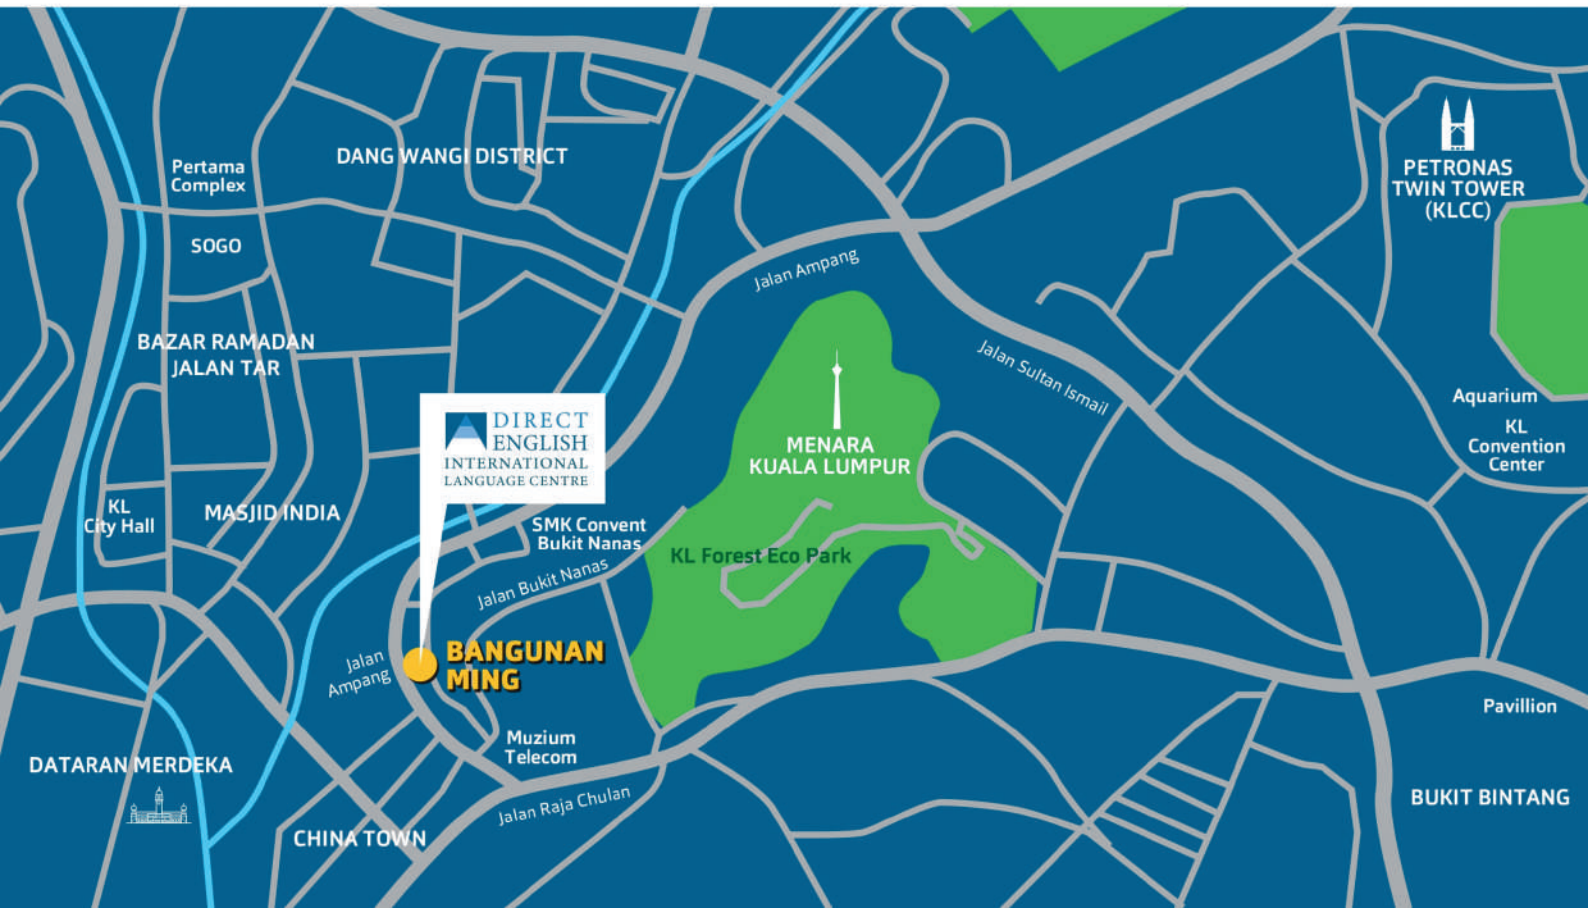 DANG WANGI DISTRICT
Pertama
Complex
SOGO
PETRONAS
TWIN TOWER
(KLCC)
Jalan Ampang
BAZAR RAMADAN
JALAN TAR
Jalan Sultan Ismail
DIRECT
ENGLISH
INTERNATIONAL
LANGUAGE CENTRE
MENARA
KUALA LUMPUR
Aquarium
KL
Convention
Center
KL
City Hall
MASJID INDIA
SMK Convent
Bukit Nanas
KL Forest Eco Park
Jalan Bukit Nanas
Jalan
Ampang
BANGUNAN
MING
Pavillion
Muzium
Telecom
DATARAN MERDEKA
Jalan Raja Chulan
BUKIT BINTANG
CHINA TOWN